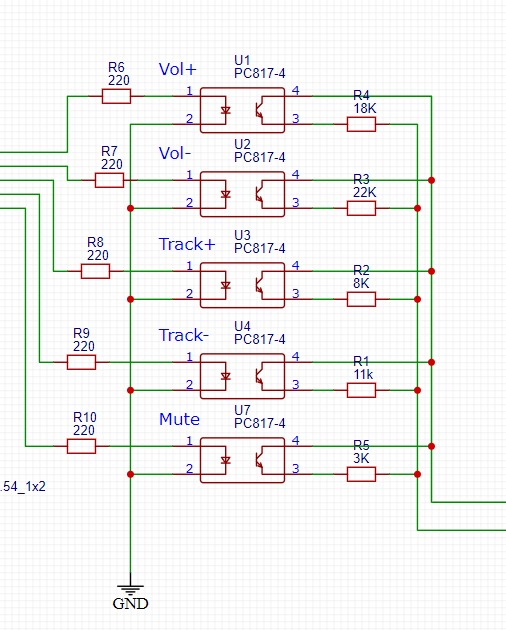 R6
220
Vol+
U1
PC817-4
1
4
R4
18K
2
3
R7
220
Vol-
U2
PC817-4
1
4
R3
22K
2
3
R8
220
Track+
U3
PC817-4
1
4
R2
8K
2
3
R9
220
Track-
U4
PC817-4
1
4
R1
11k
2
3
R10
220
Mute
U7
PC817-4
1
4
R5
3K
2
3
.54_1x2
GND